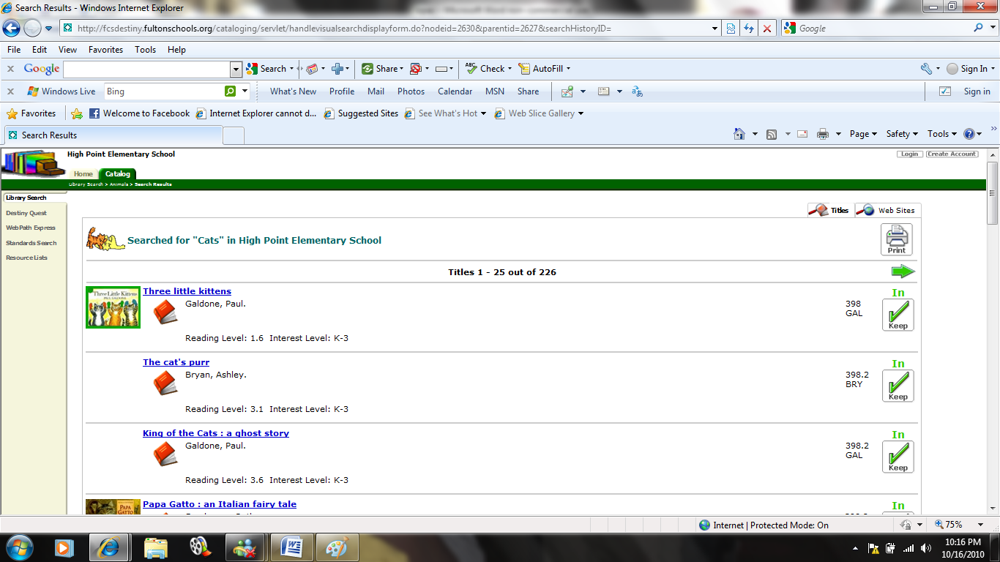 Search Results - Windows Internet Explorer
http://fcsdestiny.fultonschools.org/cataloging/servlet/handlevisualsearchdisplayform.do?nodeid=2630&parentid=2627&searchHistoryID= Google
File Edit View Favorites Tools Help
x Google Search Share Check AutoFill Sign In
x Windows Live Bing What's New Profile Mail Photos Calendar MSN Share Sign in
Favorites Welcome to Facebook Internet Explorer cannot d... Suggested Sites See What's Hot Web Slice Gallery
Search Results Page Safety Tools
High Point Elementary School Login Create Account
Home Catalog
Library Search > Animals > Search Results
Library Search
Destiny Quest
WebPath Express
Standards Search
Resource Lists
Titles Web Sites
Searched for "Cats" in High Point Elementary School Print
Titles 1 - 25 out of 226
Three Little Kittens
PAUL GALDONE
Three little kittens In
Galdone, Paul. 398
GAL
Keep
Reading Level: 1.6 Interest Level: K-3
The cat's purr In
Bryan, Ashley. 398.2
BRY
Keep
Reading Level: 3.1 Interest Level: K-3
King of the Cats : a ghost story In
Galdone, Paul. 398.2
GAL
Keep
Reading Level: 3.6 Interest Level: K-3
PAPA
GATTO
Papa Gatto : an Italian fairy tale In
Internet | Protected Mode: On 75%
10:16 PM
10/16/2010